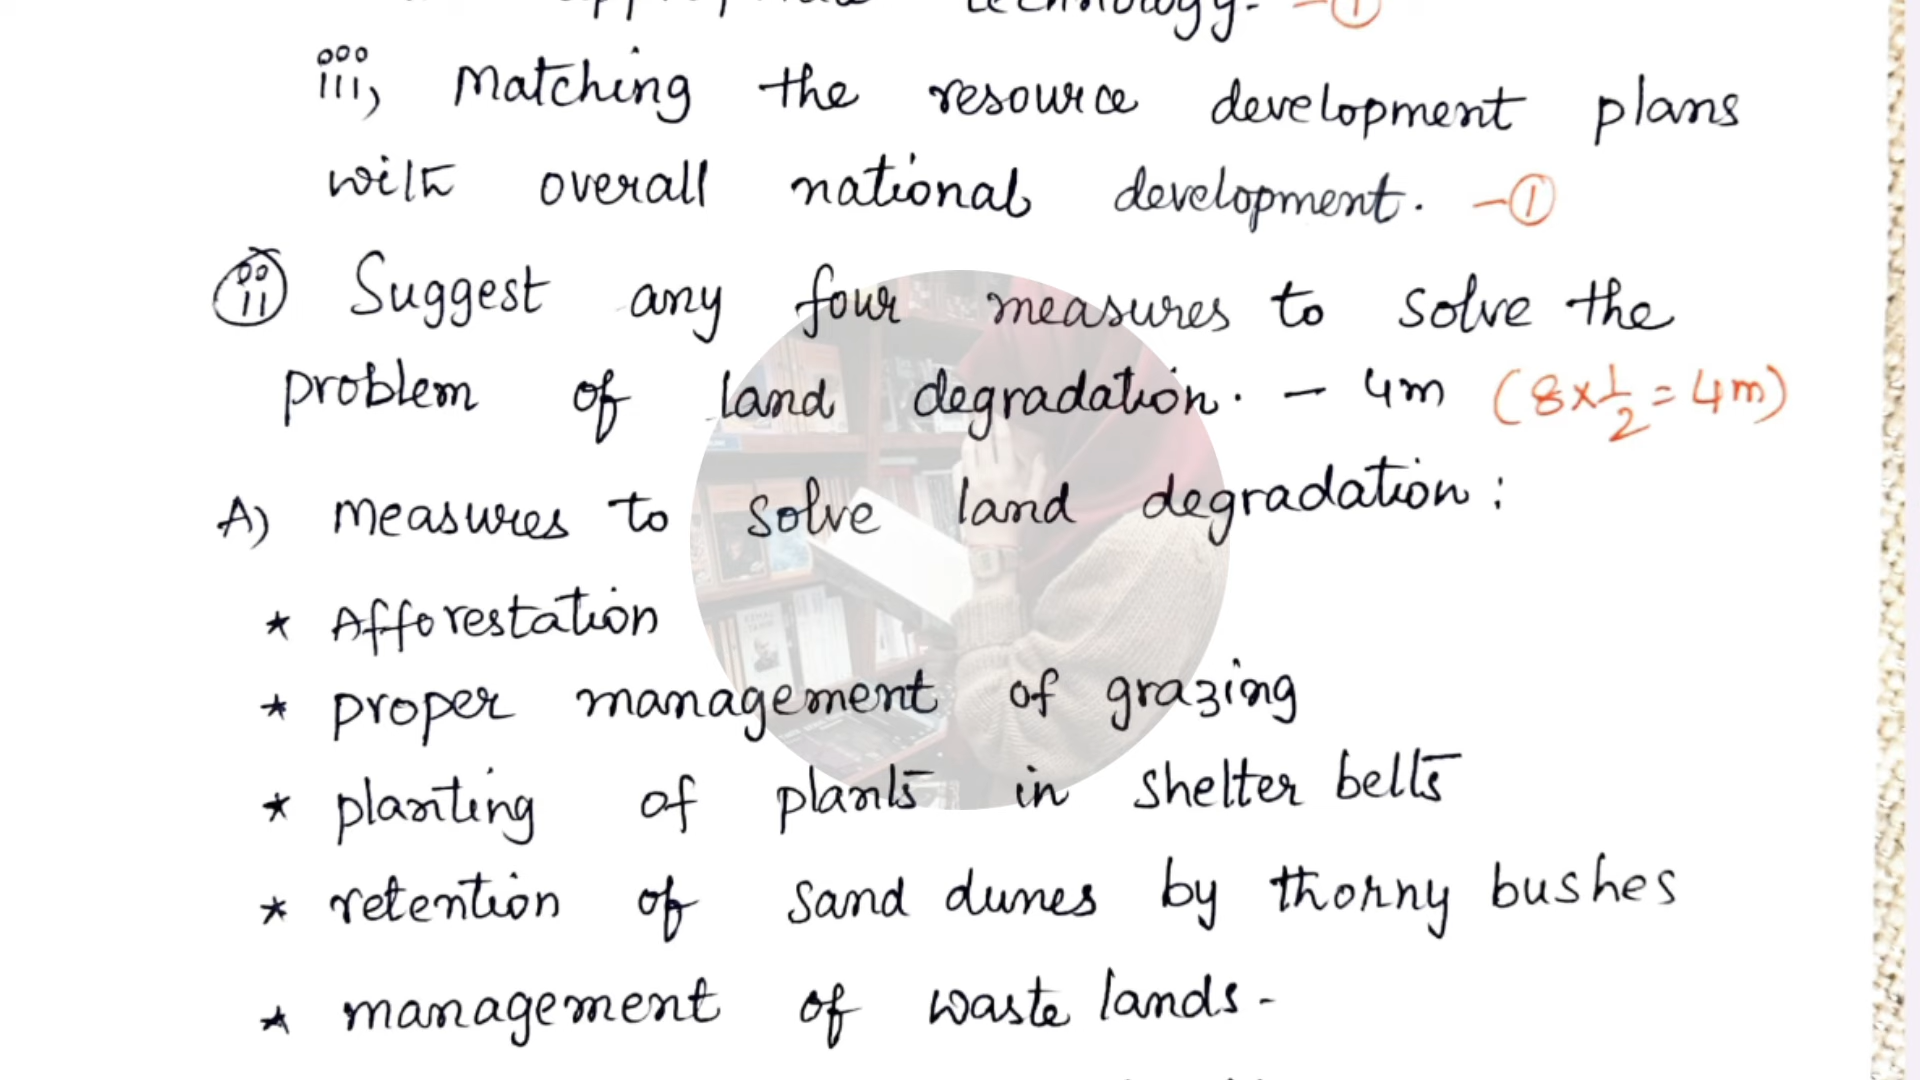 technology. -①
iii, Matching the resource development plans
with overall national development. -①
ii Suggest any four measures to solve the
problem of land degradation. - 4m (8x½=4m)
A) Measures to solve land degradation:
* Afforestation
* proper management of grazing
* planting of plants in shelter belts
* retention of sand dunes by thorny bushes
* management of waste lands-